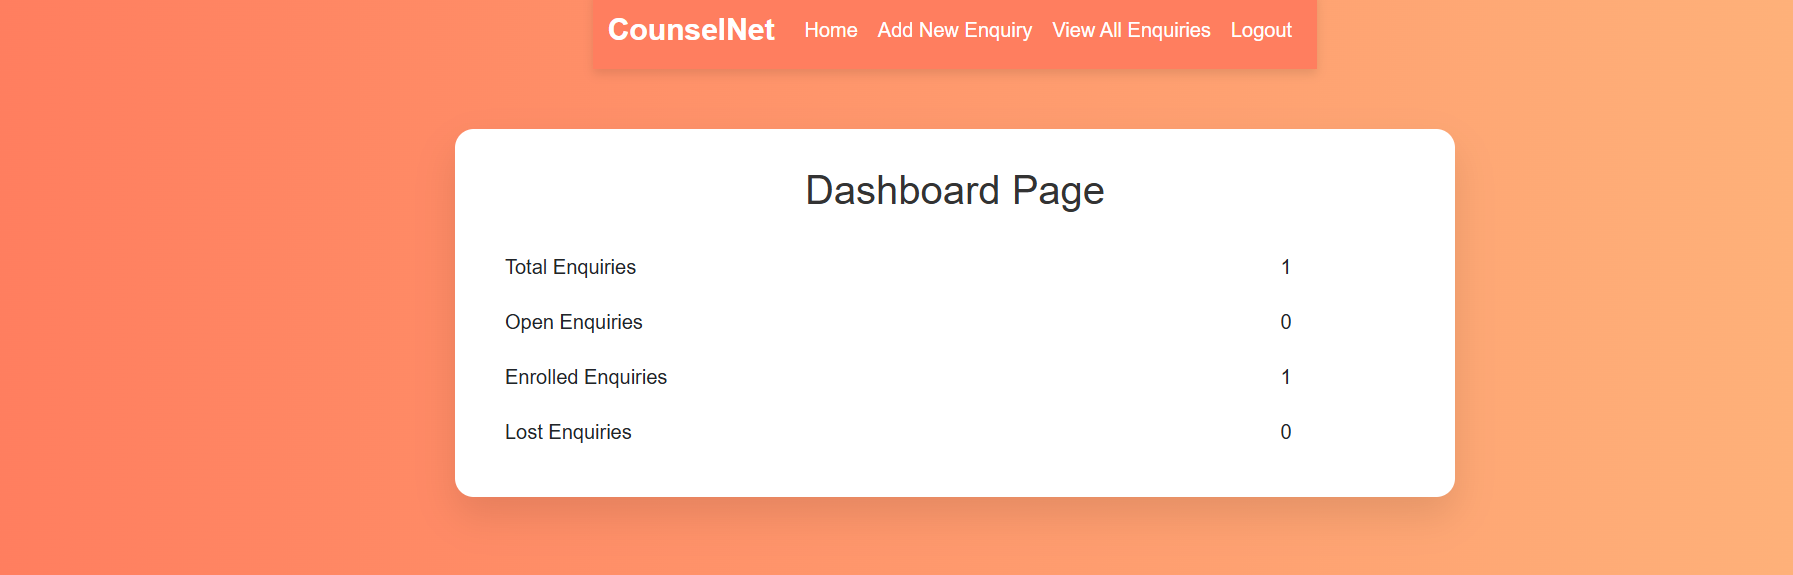 CounselNet Home Add New Enquiry View All Enquiries Logout
Dashboard Page
Total Enquiries 1
Open Enquiries 0
Enrolled Enquiries 1
Lost Enquiries 0